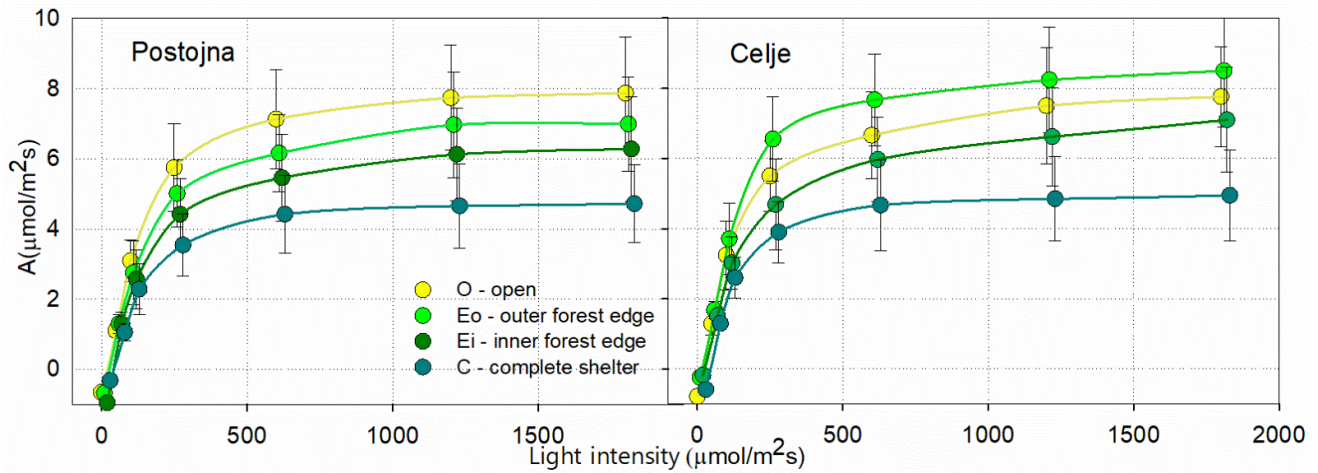 Postojna
Celje
A(μmol/m²s)
10
8
6
4
2
0
O - open
Eo - outer forest edge
Ei - inner forest edge
C - complete shelter
0 500 1000 1500 0 500 1000 1500 2000
Light intensity (μmol/m²s)